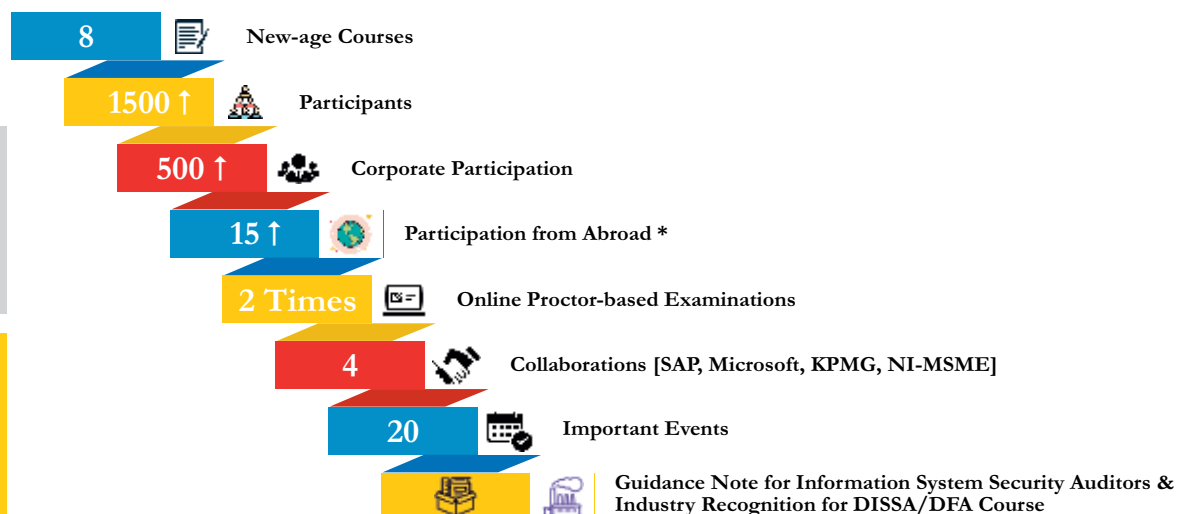 8 New-age Courses
1500 ↑ Participants
500 ↑ Corporate Participation
15 ↑ Participation from Abroad *
2 Times Online Proctor-based Examinations
4 Collaborations [SAP, Microsoft, KPMG, NI-MSME]
20 Important Events
Guidance Note for Information System Security Auditors &
Industry Recognition for DISSA/DFA Course